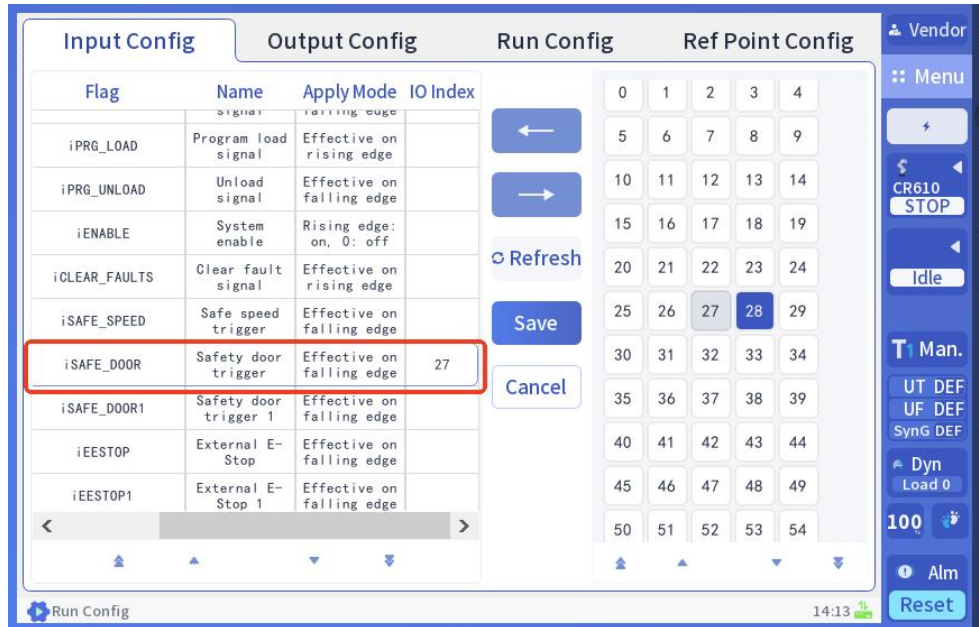 Input Config
Output Config
Run Config
Ref Point Config
Vendor
Menu
Flag Name Apply Mode IO Index
signal falling edge
iPRG_LOAD Program load signal Effective on rising edge
iPRG_UNLOAD Unload signal Effective on falling edge
iENABLE System enable Rising edge: on, 0: off
iCLEAR_FAULTS Clear fault signal Effective on rising edge
iSAFE_SPEED Safe speed trigger Effective on falling edge
iSAFE_DOOR Safety door trigger Effective on falling edge 27
iSAFE_DOOR1 Safety door trigger 1 Effective on falling edge
iEESTOP External E-Stop Effective on falling edge
iEESTOP1 External E-Stop 1 Effective on falling edge
Refresh
Save
Cancel
0 1 2 3 4
5 6 7 8 9
10 11 12 13 14
15 16 17 18 19
20 21 22 23 24
25 26 27 28 29
30 31 32 33 34
35 36 37 38 39
40 41 42 43 44
45 46 47 48 49
50 51 52 53 54
CR610
STOP
Idle
T1 Man.
UT DEF
UF DEF
SynG DEF
Dyn
Load 0
100%
Alm
Reset
Run Config
14:13